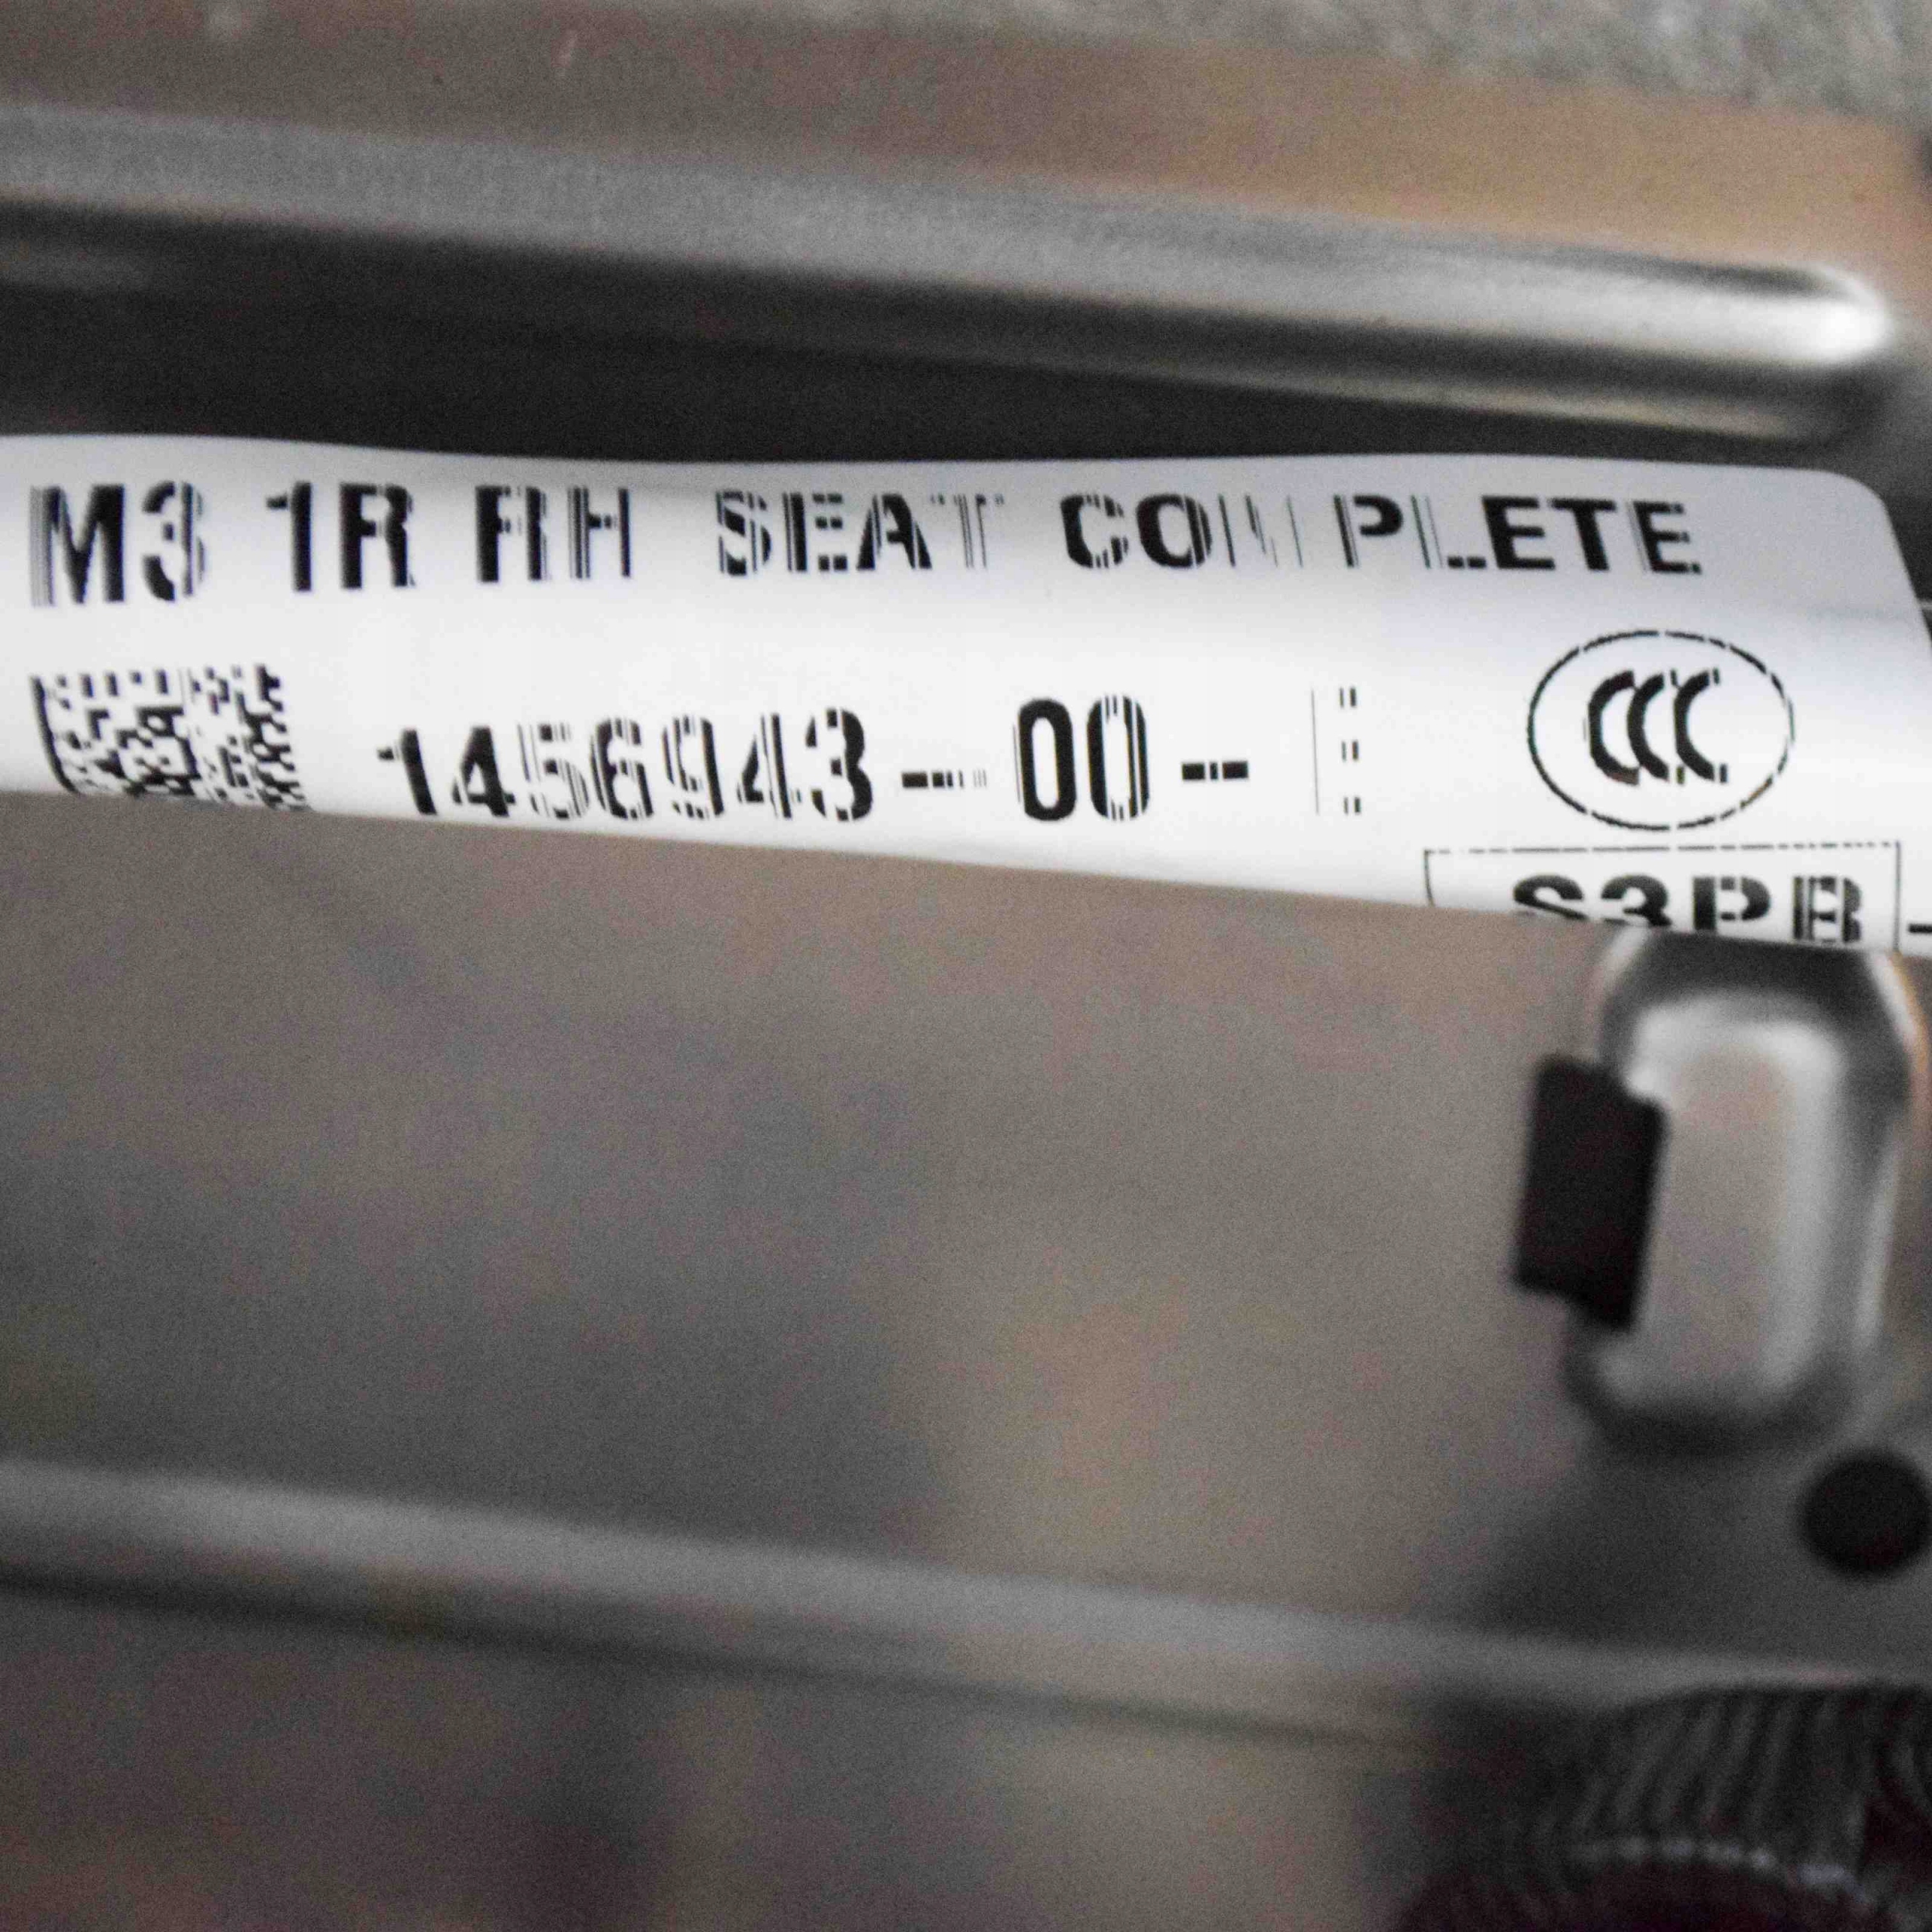 M3 1R RH SEAT COMPLETE
1456943-00-E
CCC
S3PB-